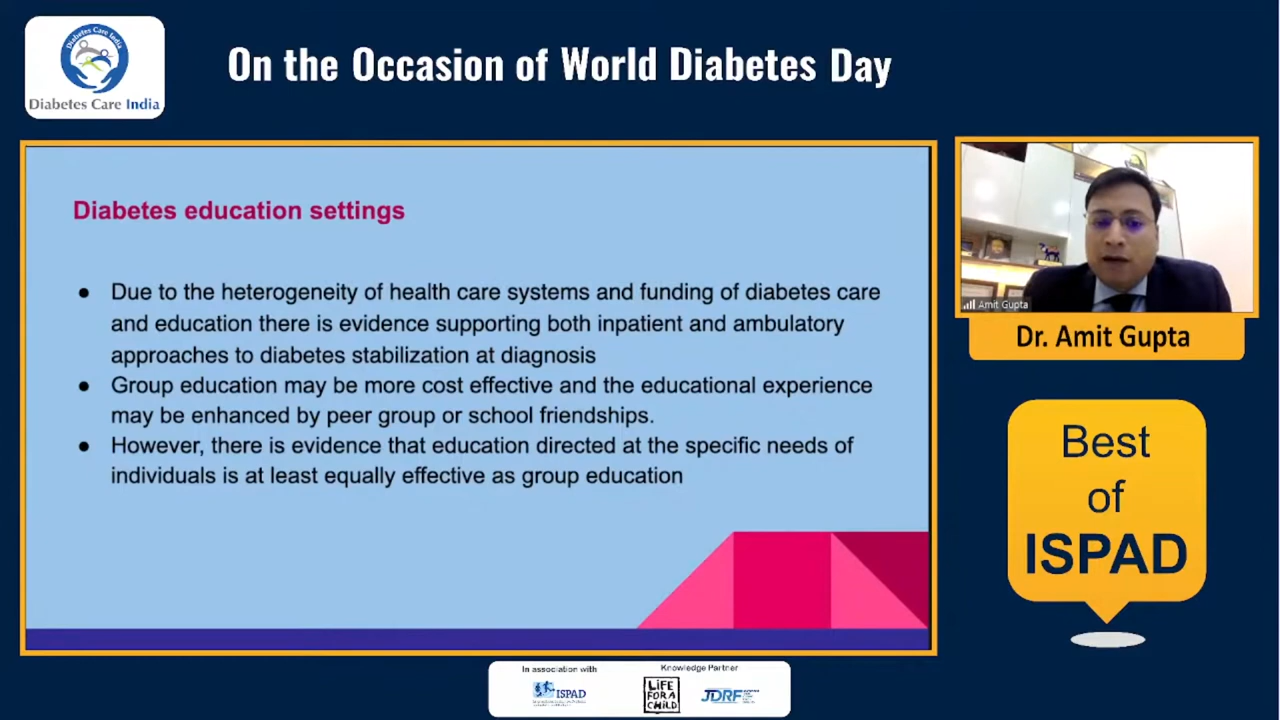 Diabetes Care India
Diabetes Care India
On the Occasion of World Diabetes Day
Diabetes education settings
● Due to the heterogeneity of health care systems and funding of diabetes care
and education there is evidence supporting both inpatient and ambulatory
approaches to diabetes stabilization at diagnosis
● Group education may be more cost effective and the educational experience
may be enhanced by peer group or school friendships.
● However, there is evidence that education directed at the specific needs of
individuals is at least equally effective as group education
Amit Gupta
Dr. Amit Gupta
Best
of
ISPAD
In association with
ISPAD
Knowledge Partner
LiFE
FOR A
CHiLD
JDRF